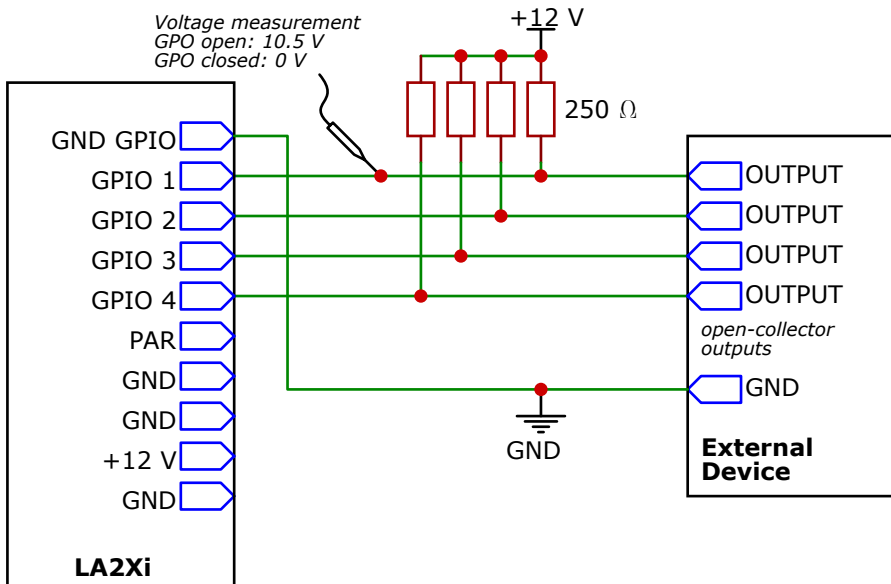 Voltage measurement
GPO open: 10.5 V
GPO closed: 0 V
+12 V
250 Ω
GND GPIO
GPIO 1
GPIO 2
GPIO 3
GPIO 4
PAR
GND
GND
+12 V
GND
LA2Xi
OUTPUT
OUTPUT
OUTPUT
OUTPUT
open-collector
outputs
GND
External
Device
GND